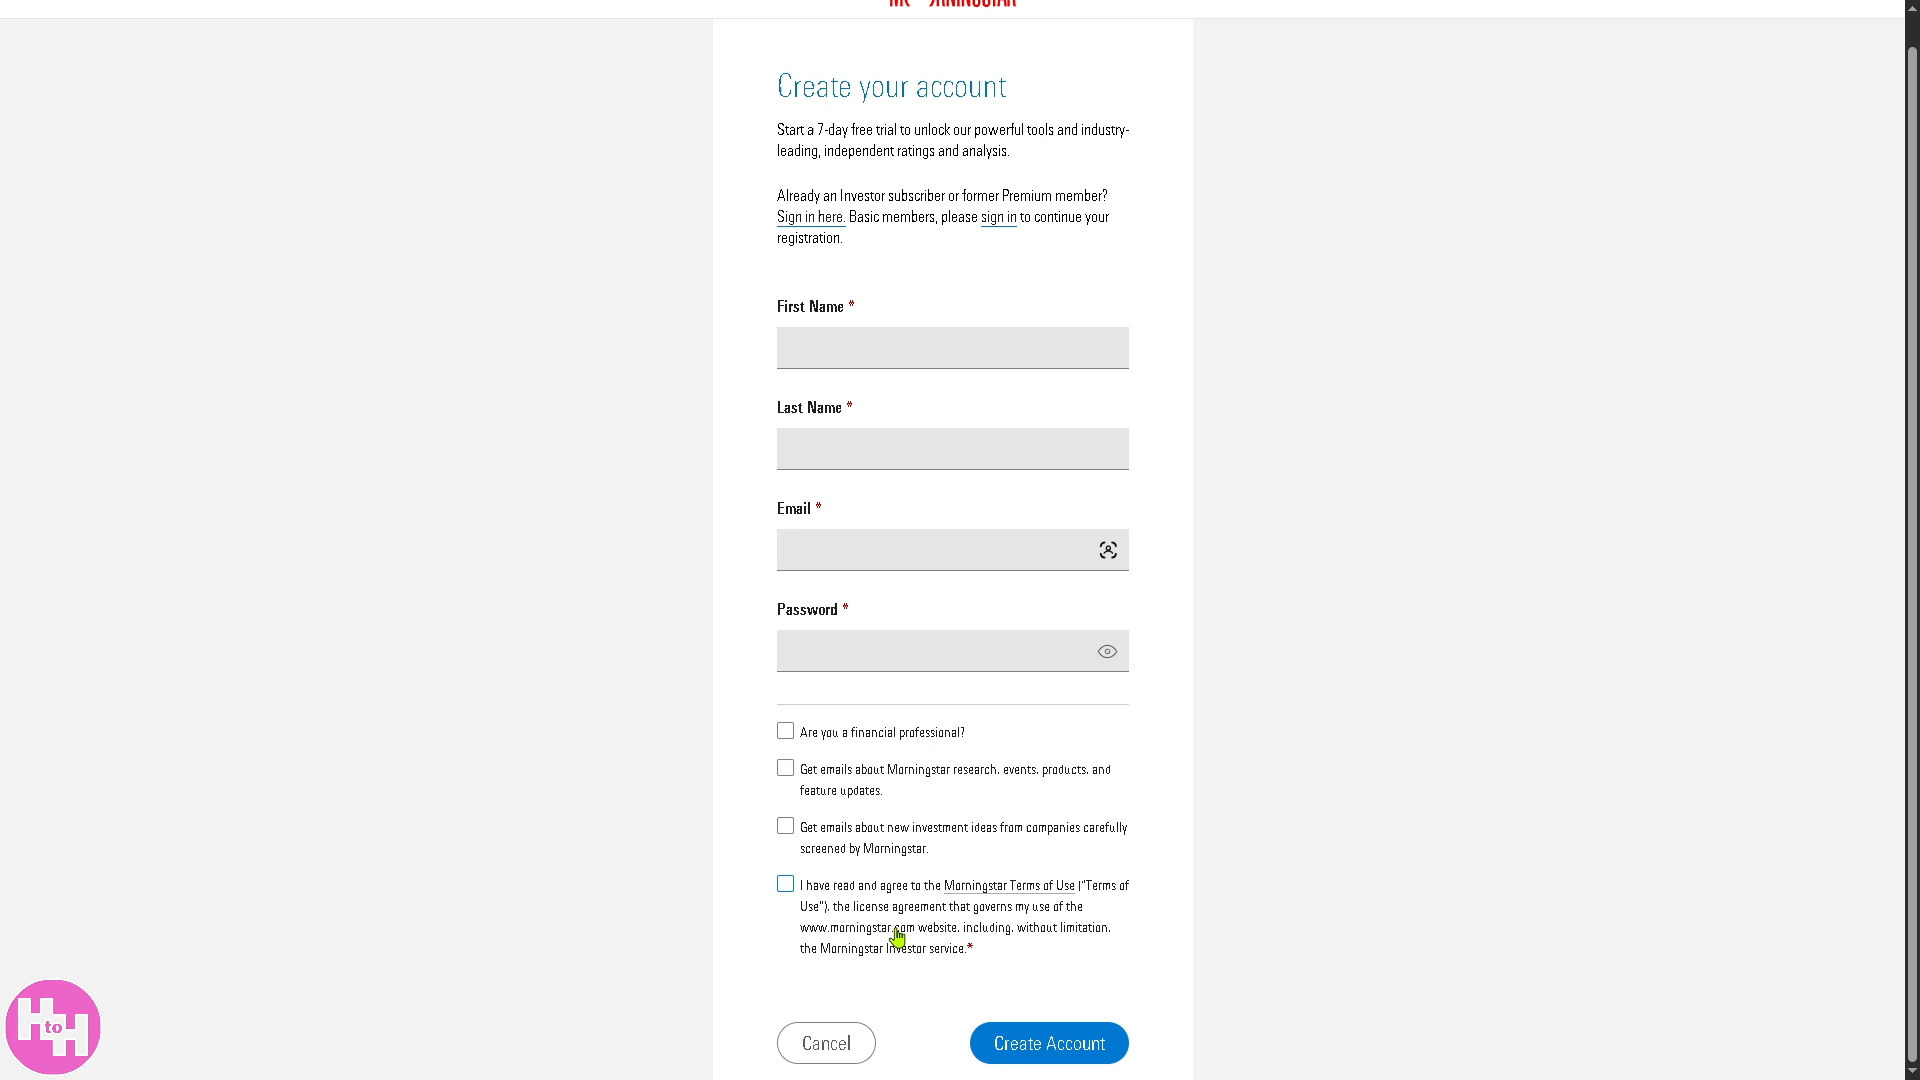 Create your account
Start a 7-day free trial to unlock our powerful tools and industry-
leading, independent ratings and analysis.
Already an Investor subscriber or former Premium member?
Sign in here. Basic members, please sign in to continue your
registration.
First Name *
Last Name *
Email *
Password *
Are you a financial professional?
Get emails about Morningstar research, events, products, and
feature updates.
Get emails about new investment ideas from companies carefully
screened by Morningstar.
I have read and agree to the Morningstar Terms of Use ("Terms of
Use"), the license agreement that governs my use of the
www.morningstar.com website, including, without limitation,
the Morningstar Investor service.*
Cancel
Create Account
H to H